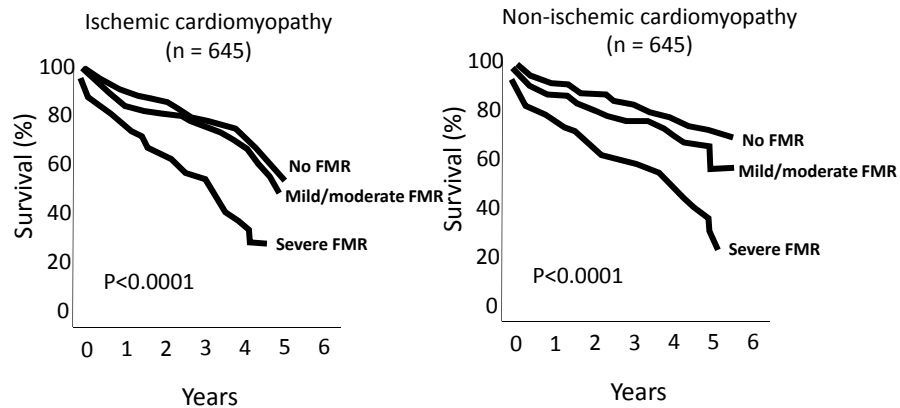 Ischemic cardiomyopathy
(n = 645)
Survival (%)
100
80
60
40
20
0
No FMR
Mild/moderate FMR
Severe FMR
P<0.0001
0 1 2 3 4 5 6
Years
Non-ischemic cardiomyopathy
(n = 645)
Survival (%)
100
80
60
40
20
0
No FMR
Mild/moderate FMR
Severe FMR
P<0.0001
0 1 2 3 4 5 6
Years